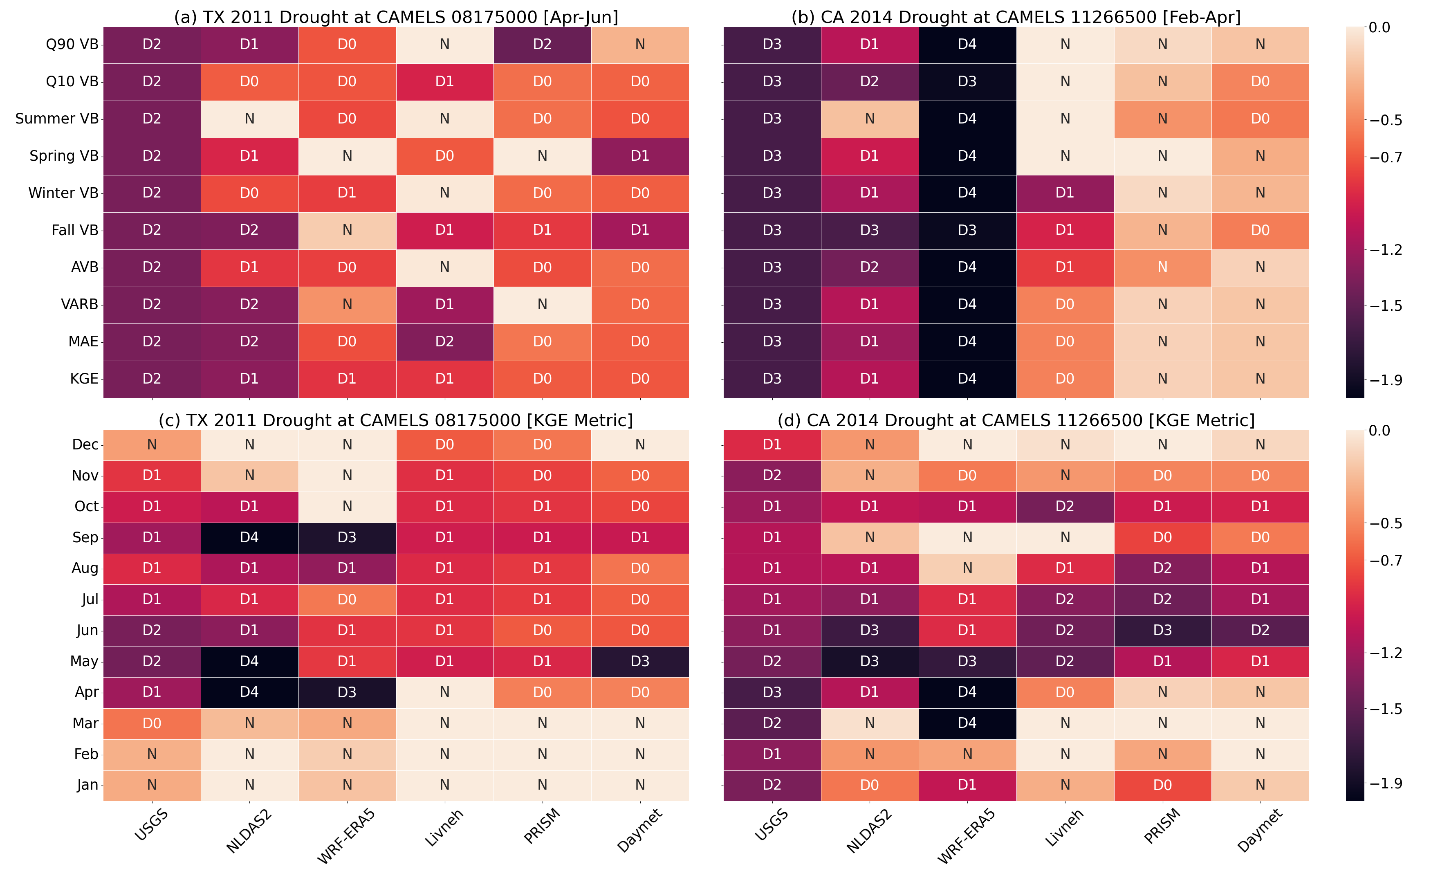 (a) TX 2011 Drought at CAMELS 08175000 [Apr-Jun]
(b) CA 2014 Drought at CAMELS 11266500 [Feb-Apr]
Q90 VB D2 D1 D0 N D2 N D3 D1 D4 N N N 0.0
Q10 VB D2 D0 D0 D1 D0 D0 D3 D2 D3 N N D0
Summer VB D2 N D0 N D0 D0 D3 N D4 N N D0 −0.5
Spring VB D2 D1 N D0 N D1 D3 D1 D4 N N N −0.7
Winter VB D2 D0 D1 N D0 D0 D3 D1 D4 D1 N N
Fall VB D2 D2 N D1 D1 D1 D3 D3 D3 D1 N D0 −1.2
AVB D2 D1 D0 N D0 D0 D3 D2 D4 D1 N N
VARB D2 D2 N D1 N D0 D3 D1 D4 D0 N N −1.5
MAE D2 D2 D0 D2 D0 D0 D3 D1 D4 D0 N N
KGE D2 D1 D1 D1 D0 D0 D3 D1 D4 D0 N N −1.9
(c) TX 2011 Drought at CAMELS 08175000 [KGE Metric]
(d) CA 2014 Drought at CAMELS 11266500 [KGE Metric]
Dec N N N D0 D0 N D1 N N N N N 0.0
Nov D1 N N D1 D0 D0 D2 N D0 N D0 D0
Oct D1 D1 N D1 D1 D0 D1 D1 D1 D2 D1 D1
Sep D1 D4 D3 D1 D1 D1 D1 N N N D0 D0 −0.5
Aug D1 D1 D1 D1 D1 D0 D1 D1 N D1 D2 D1 −0.7
Jul D1 D1 D0 D1 D1 D0 D1 D1 D1 D2 D2 D1
Jun D2 D1 D1 D1 D0 D0 D1 D3 D1 D2 D3 D2
May D2 D4 D1 D1 D1 D3 D2 D3 D3 D2 D1 D1 −1.2
Apr D1 D4 D3 N D0 D0 D3 D1 D4 D0 N N
Mar D0 N N N N N D2 N D4 N N N −1.5
Feb N N N N N N D1 N N N N N
Jan N N N N N N D2 D0 D1 N D0 N −1.9
USGS NLDAS2 WRF-ERA5 Livneh PRISM Daymet USGS NLDAS2 WRF-ERA5 Livneh PRISM Daymet